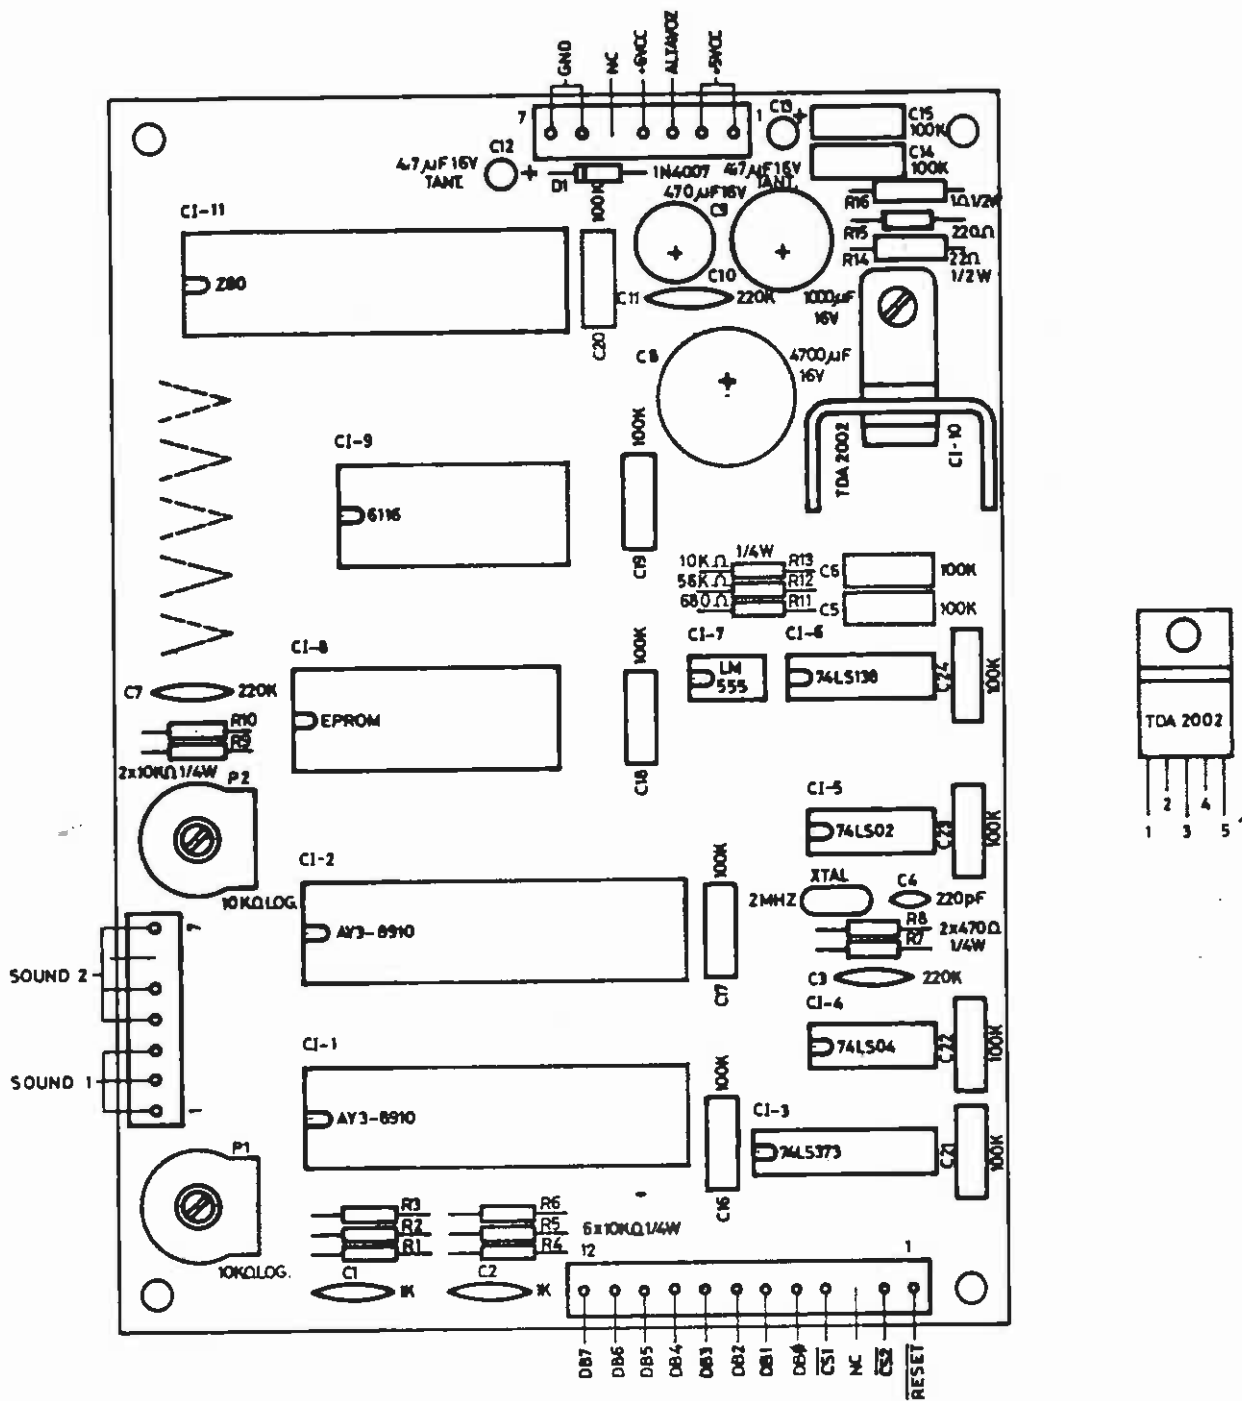 GND
NC
+6VCC
ALTAVOZ
+5VCC
7
1
C13
+
C15
100K
C14
100K
C12
+
4,7µF 16V
TANT.
D1
1N4007
4,7µF 16V
TANT.
470µF 16V
C9
+
100K
R16
1Ω 1/2W
R15
220Ω
R14
22Ω
1/2W
CI-11
Z80
C20
C10
+
C11
220K
1000µF
16V
C8
+
4700µF
16V
TDA 2002
CI-10
CI-9
6116
100K
C19
10KΩ
1/4W
R13
56KΩ
R12
680Ω
R11
C6
100K
C5
100K
CI-8
EPROM
100K
C18
CI-7
LM
555
CI-6
74LS138
C24
100K
TDA 2002
1
2
3
4
5
C7
220K
R10
R9
2x10KΩ 1/4W
P2
10KΩ LOG.
CI-5
74LS02
C23
100K
CI-2
AY3-8910
100K
C17
XTAL
2MHZ
C4
220pF
R8
2x470Ω
R7
1/4W
C3
220K
7
SOUND 2
SOUND 1
1
CI-4
74LS04
C22
100K
CI-1
AY3-8910
100K
C16
CI-3
74LS373
C21
100K
P1
10KΩ LOG.
R3
R2
R1
R6
R5
R4
6x10KΩ 1/4W
C1
1K
C2
1K
12
1
DB7
DB6
DB5
DB4
DB3
DB2
DB1
DB0
CS1
NC
CS2
RESET